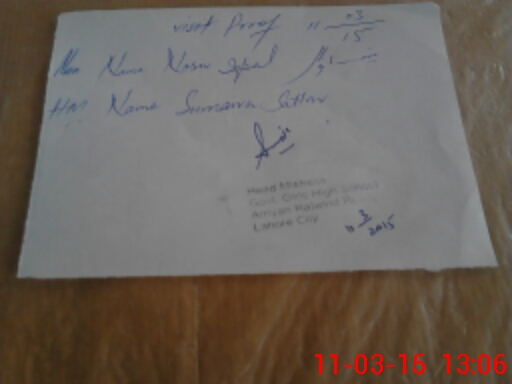 visit Proof 11 03/15
Name Nasir Iqbal
HM Name Sumaira Sattar
Head Mistress
Govt. Girls High School
Lahore City
11 3 2015
11-03-15 13:06